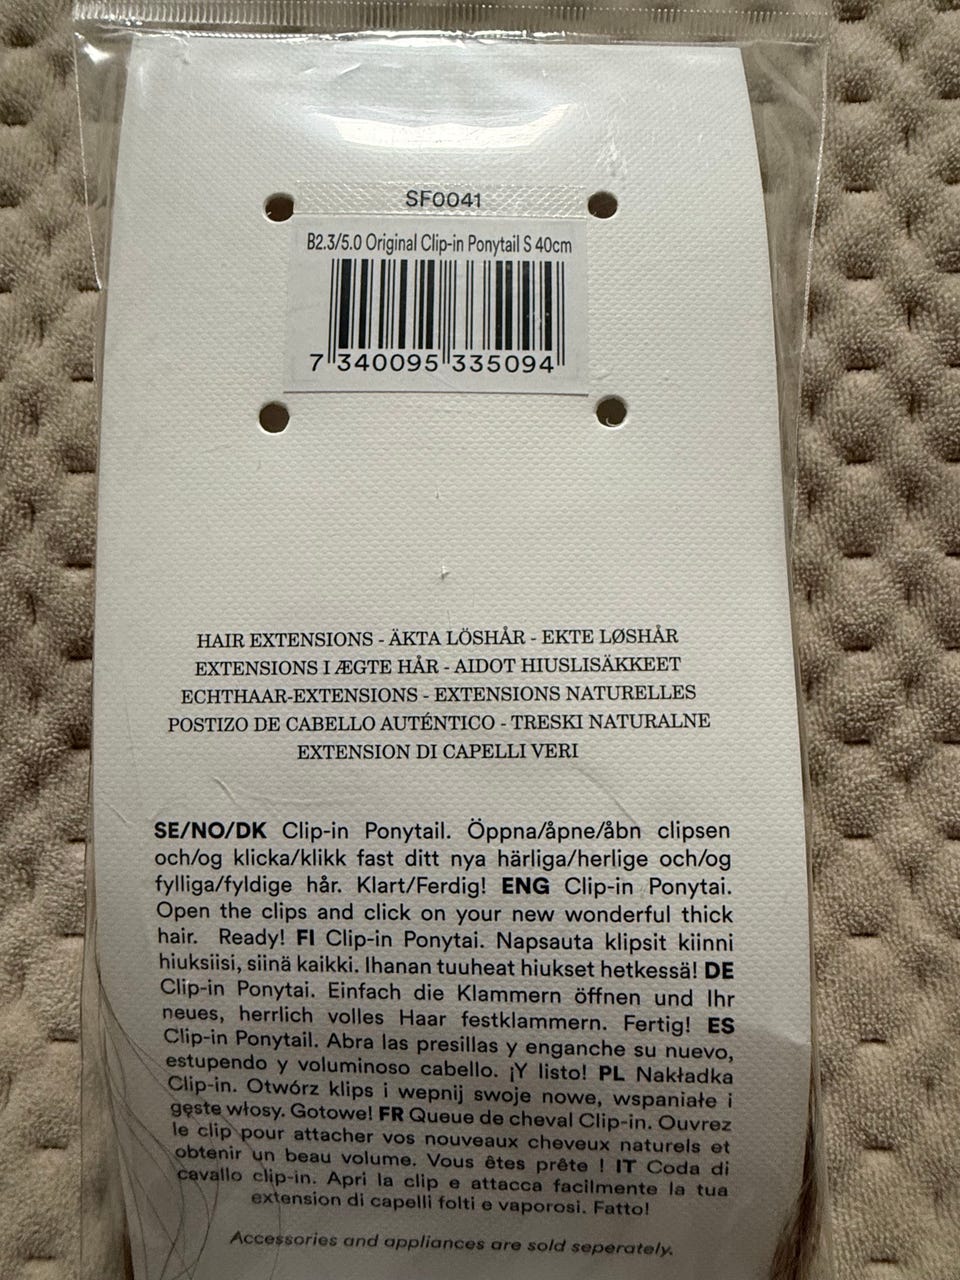 SF0041
B2.3/5.0 Original Clip-in Ponytail S 40cm
7 340095 335094
HAIR EXTENSIONS - ÄKTA LÖSHÅR - EKTE LØSHÅR
EXTENSIONS I ÆGTE HÅR - AIDOT HIUSLISÄKKEET
ECHTHAAR-EXTENSIONS - EXTENSIONS NATURELLES
POSTIZO DE CABELLO AUTÉNTICO - TRESKI NATURALNE
EXTENSION DI CAPELLI VERI
SE/NO/DK Clip-in Ponytail. Öppna/åpne/åbn clipsen
och/og klicka/klikk fast ditt nya härliga/herlige och/og
fylliga/fyldige hår. Klart/Ferdig! ENG Clip-in Ponytai.
Open the clips and click on your new wonderful thick
hair. Ready! FI Clip-in Ponytai. Napsauta klipsit kiinni
hiuksiisi, siinä kaikki. Ihanan tuuheat hiukset hetkessä! DE
Clip-in Ponytai. Einfach die Klammern öffnen und Ihr
neues, herrlich volles Haar festklammern. Fertig! ES
Clip-in Ponytail. Abra las presillas y enganche su nuevo,
estupendo y voluminoso cabello. ¡Y listo! PL Nakładka
Clip-in. Otwórz klips i wepnij swoje nowe, wspaniałe i
gęste włosy. Gotowe! FR Queue de cheval Clip-in. Ouvrez
le clip pour attacher vos nouveaux cheveux naturels et
obtenir un beau volume. Vous êtes prête ! IT Coda di
cavallo clip-in. Apri la clip e attacca facilmente la tua
extension di capelli folti e vaporosi. Fatto!
Accessories and appliances are sold seperately.